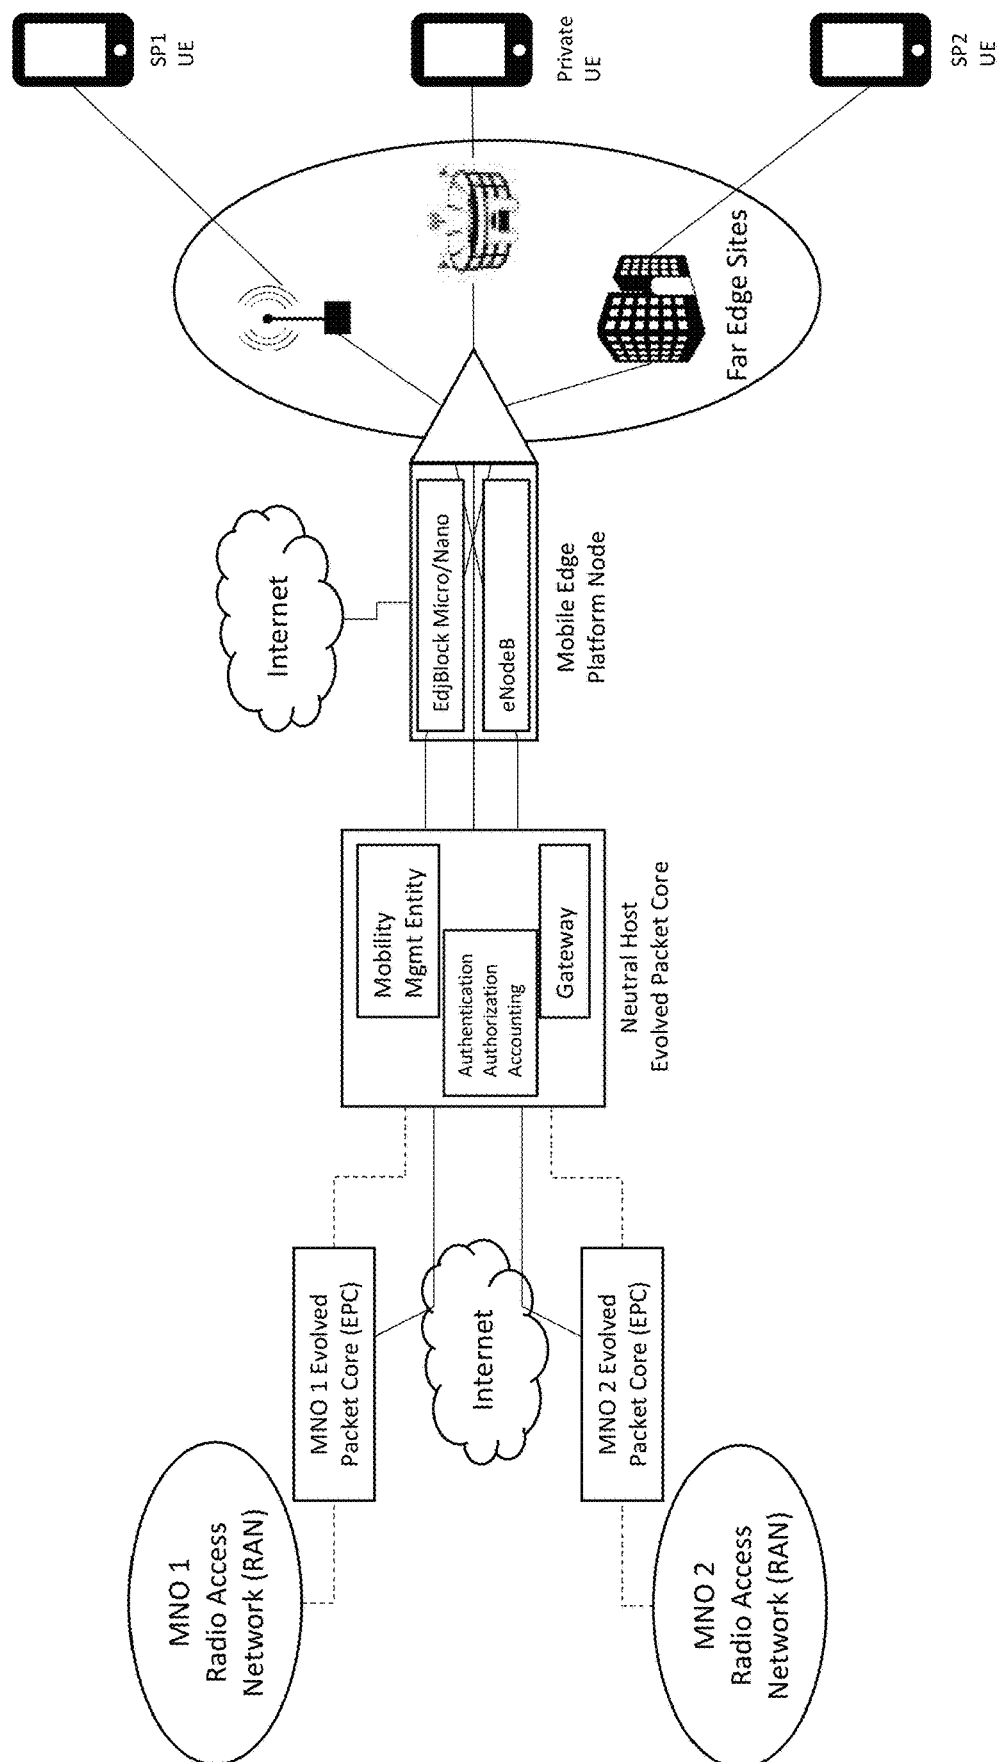 MNO 1
Radio Access
Network (RAN)
MNO 1 Evolved
Packet Core (EPC)
Internet
MNO 2 Evolved
Packet Core (EPC)
MNO 2
Radio Access
Network (RAN)
Mobility
Mgmt Entity
Authentication
Authorization
Accounting
Gateway
Neutral Host
Evolved Packet Core
Internet
EdjBlock Micro/Nano
eNodeB
Mobile Edge
Platform Node
Far Edge Sites
SP1
UE
Private
UE
SP2
UE